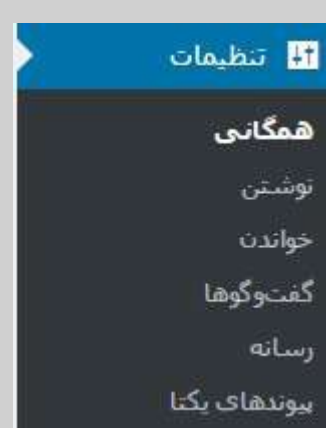 تنظیمات
همگانی
نوشتن
خواندن
گفت‌وگوها
رسانه
پیوندهای یکتا